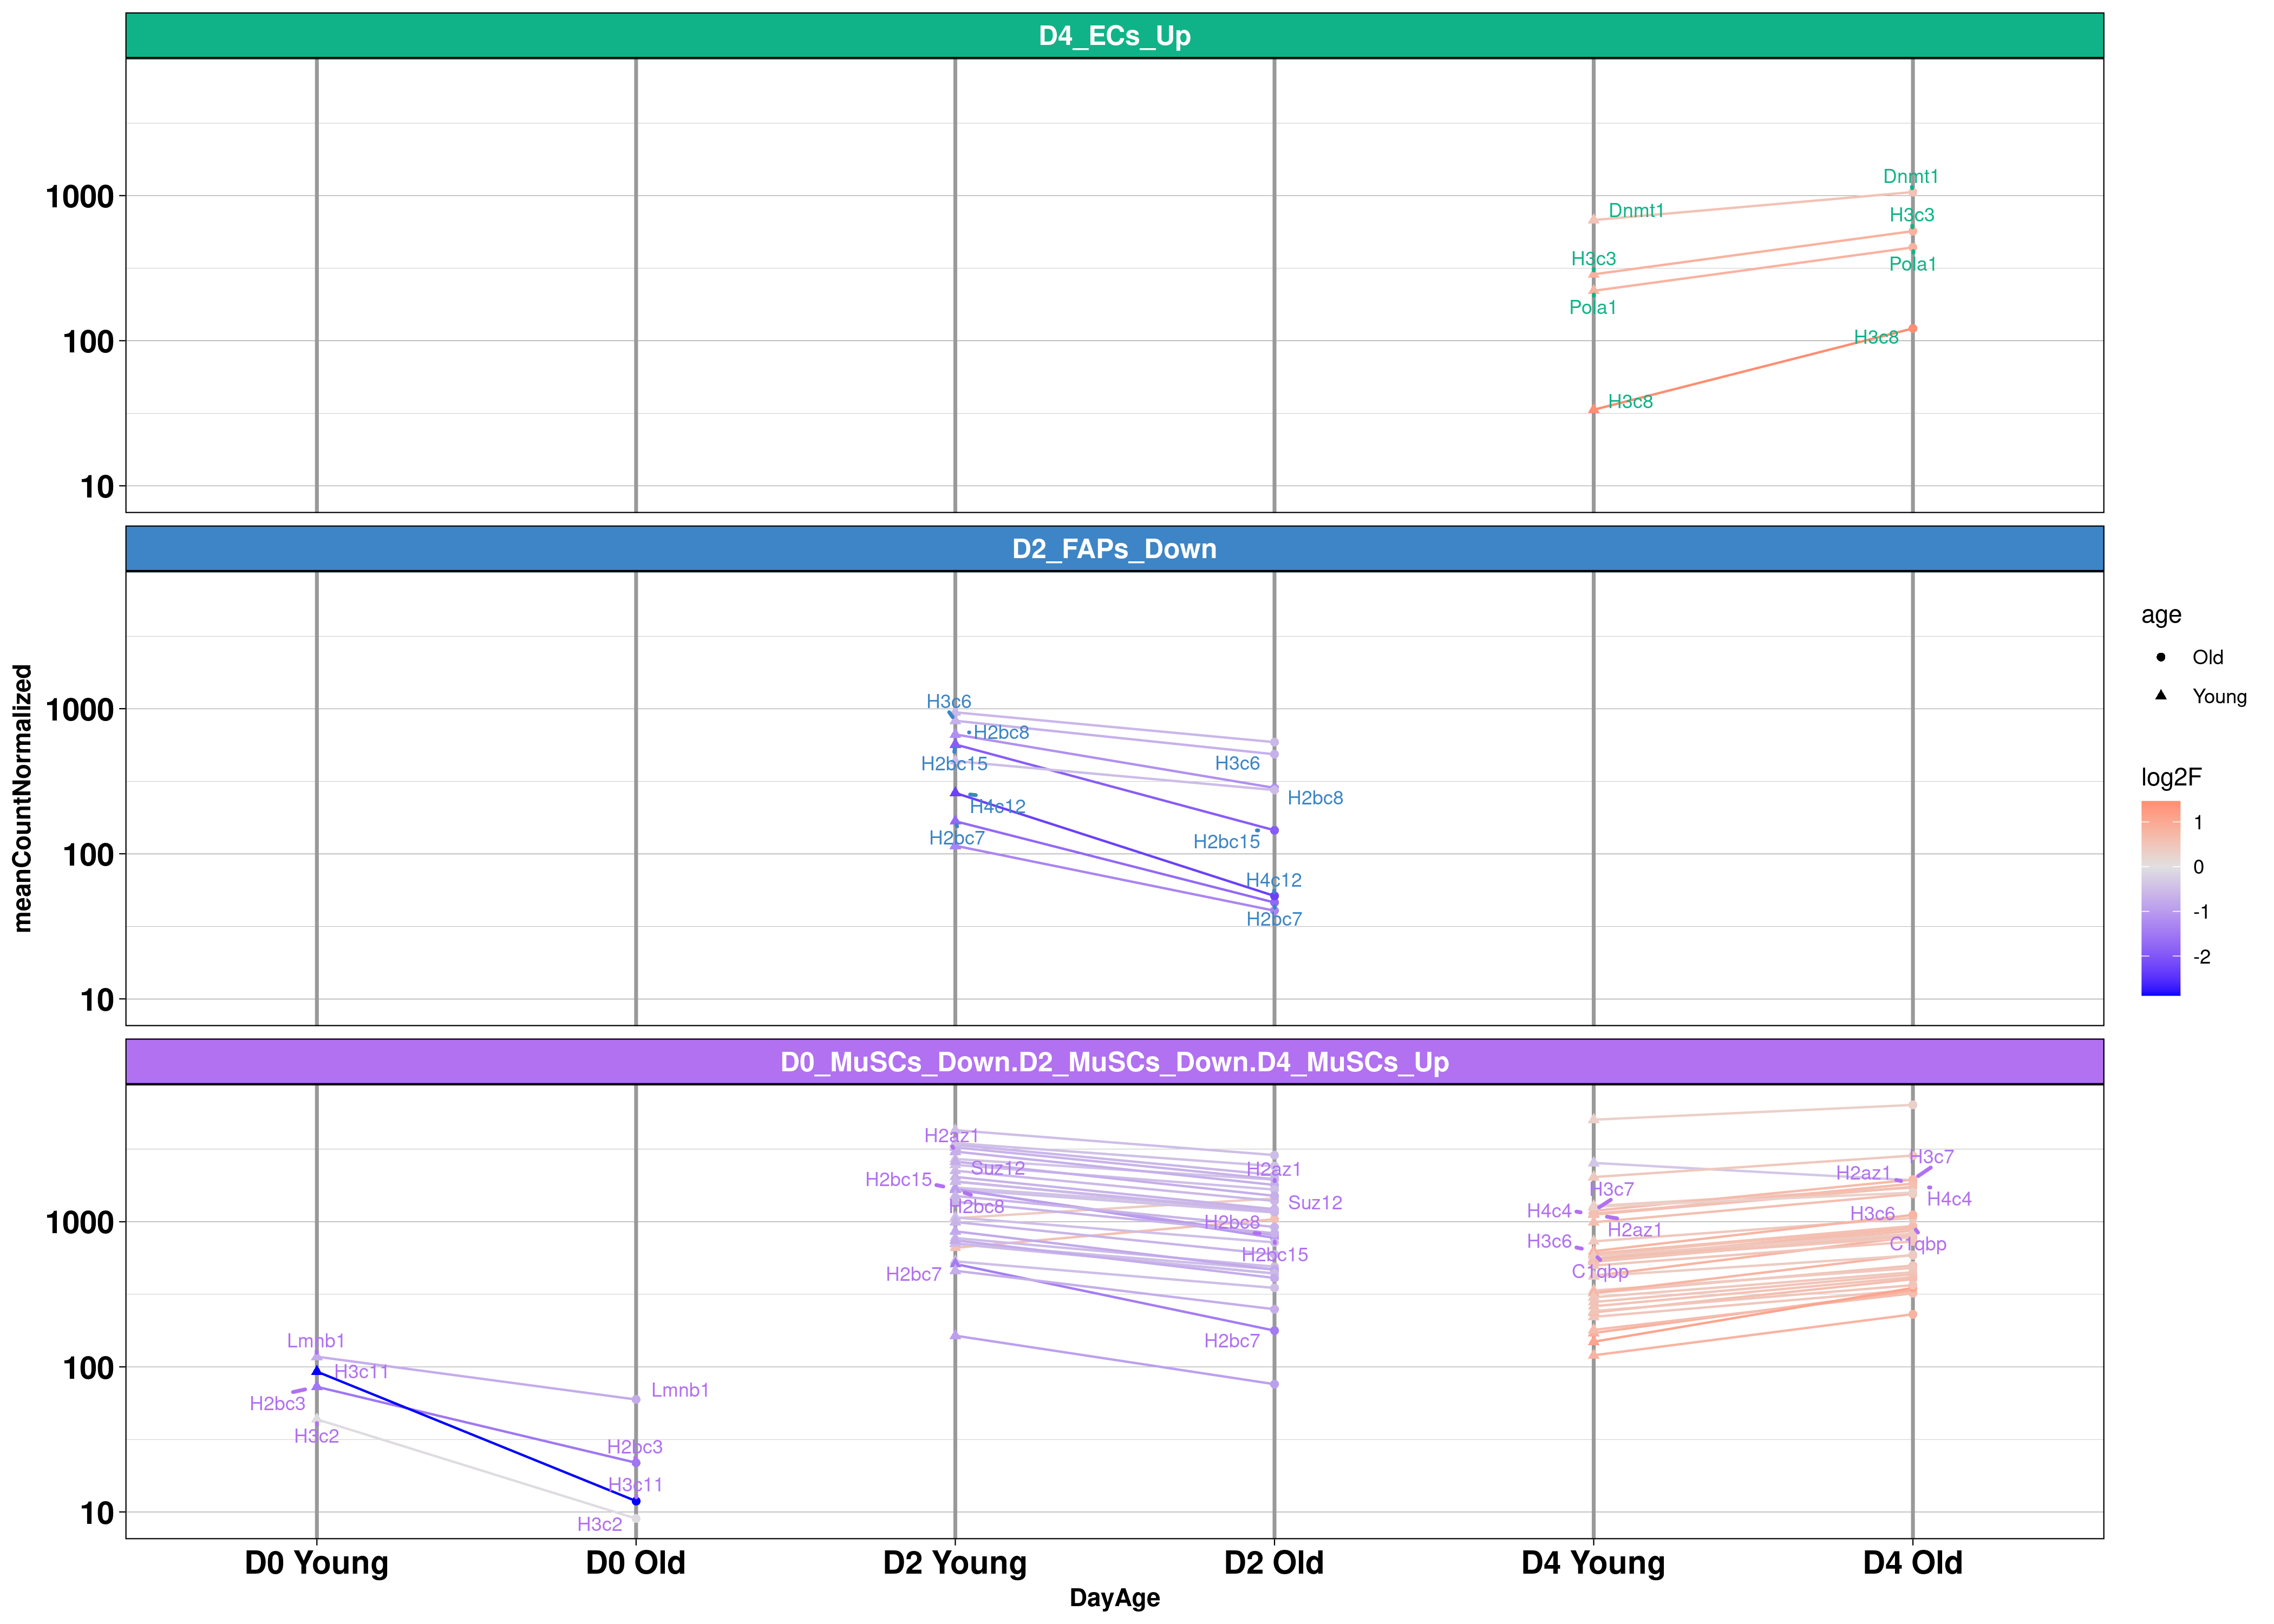 D4_ECs_Up
1000
100
10
Dnmt1
Dnmt1
H3c3
H3c3
Pola1
Pola1
H3c8
H3c8
D2_FAPs_Down
meanCountNormalized
1000
100
10
H3c6
H2bc8
H2bc15
H3c6
H2bc8
H4c12
H2bc7
H2bc15
H4c12
H2bc7
age
Old
Young
log2F
1
0
-1
-2
D0_MuSCs_Down.D2_MuSCs_Down.D4_MuSCs_Up
1000
100
10
Lmnb1
H3c11
H2bc3
H3c2
Lmnb1
H2bc3
H3c11
H3c2
H2az1
Suz12
H2bc15
H2bc8
H2bc7
H2az1
Suz12
H2bc8
H2bc15
H2bc7
H3c7
H4c4
H2az1
H3c6
C1qbp
H3c7
H2az1
H4c4
H3c6
C1qbp
D0 Young
D0 Old
D2 Young
D2 Old
D4 Young
D4 Old
DayAge